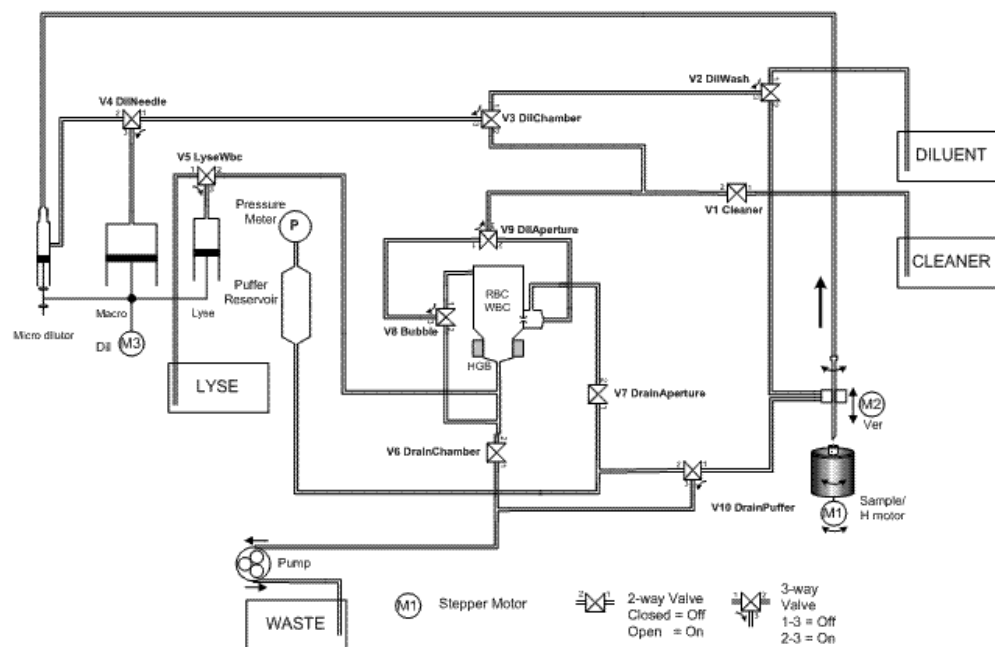 V2 DilWash
V4 DilNeedle
V3 DilChamber
DILUENT
V5 LyseWbc
V1 Cleaner
Pressure
Meter
P
V9 DilAperture
CLEANER
Puffer
Reservoir
RBC
WBC
Macro
Lyse
V8 Bubble
Micro dilutor
Dil
M3
HGB
LYSE
V7 DrainAperture
M2
Ver
V6 DrainChamber
V10 DrainPuffer
Sample/
H motor
M1
Pump
WASTE
M1
Stepper Motor
2-way Valve
Closed = Off
Open = On
3-way
Valve
1-3 = Off
2-3 = On